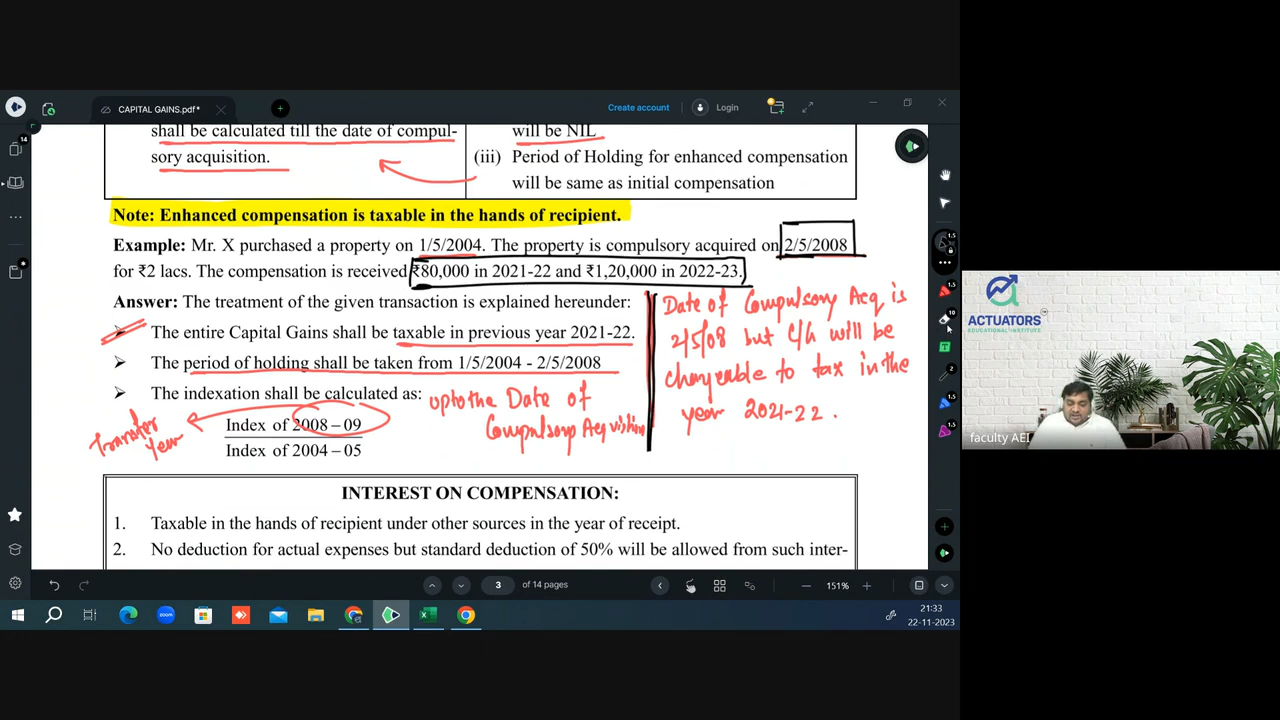 CAPITAL GAINS.pdf*
Create account
Login
shall be calculated till the date of compul-
sory acquisition.
will be NIL
(iii) Period of Holding for enhanced compensation
will be same as initial compensation
Note: Enhanced compensation is taxable in the hands of recipient.
Example: Mr. X purchased a property on 1/5/2004. The property is compulsory acquired on 2/5/2008
for ₹2 lacs. The compensation is received ₹80,000 in 2021-22 and ₹1,20,000 in 2022-23.
Answer: The treatment of the given transaction is explained hereunder:
➤ The entire Capital Gains shall be taxable in previous year 2021-22.
➤ The period of holding shall be taken from 1/5/2004 - 2/5/2008
➤ The indexation shall be calculated as: upto the Date of
Compulsory Acquisition
Index of 2008 – 09
Index of 2004 – 05
Transfer
year
Date of Compulsory Acq is
2/5/08 but C/G will be
chargeable to tax in the
year 2021-22.
INTEREST ON COMPENSATION:
1. Taxable in the hands of recipient under other sources in the year of receipt.
2. No deduction for actual expenses but standard deduction of 50% will be allowed from such inter-
3 of 14 pages
151%
21:33
22-11-2023
ACTUATORS
EDUCATIONAL INSTITUTE
faculty AEI